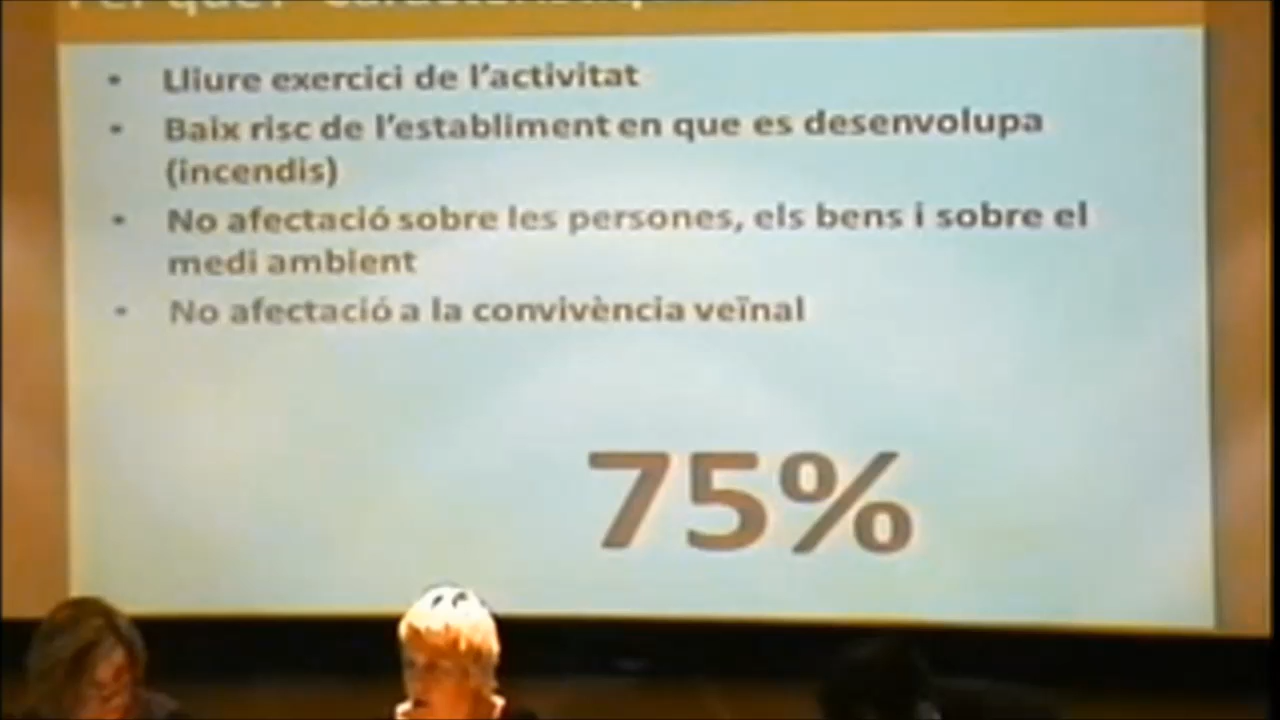 Lliure exercici de l'activitat
Baix risc de l'establiment en que es desenvolupa
(incendis)
No afectació sobre les persones, els bens i sobre el
medi ambient
No afectació a la convivència veïnal
75%